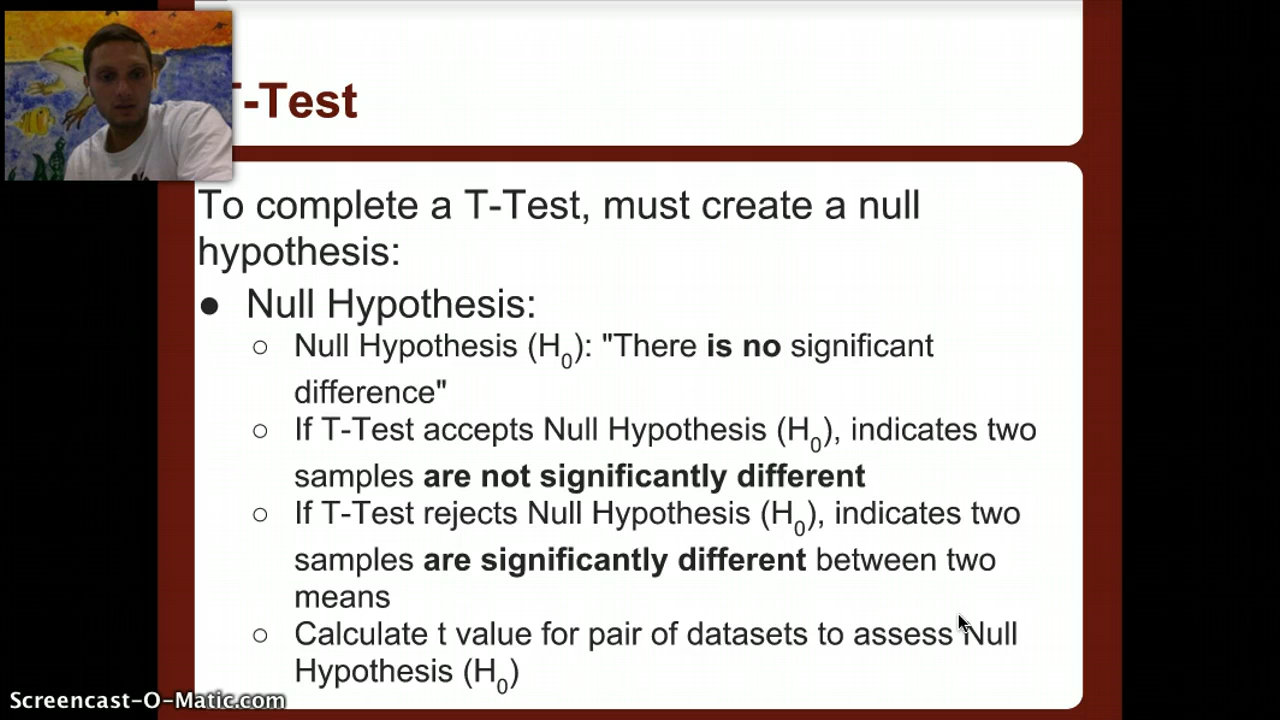 T-Test
To complete a T-Test, must create a null
hypothesis:
● Null Hypothesis:
○ Null Hypothesis (H0): "There is no significant
difference"
○ If T-Test accepts Null Hypothesis (H0), indicates two
samples are not significantly different
○ If T-Test rejects Null Hypothesis (H0), indicates two
samples are significantly different between two
means
○ Calculate t value for pair of datasets to assess Null
Hypothesis (H0)
Screencast-O-Matic.com